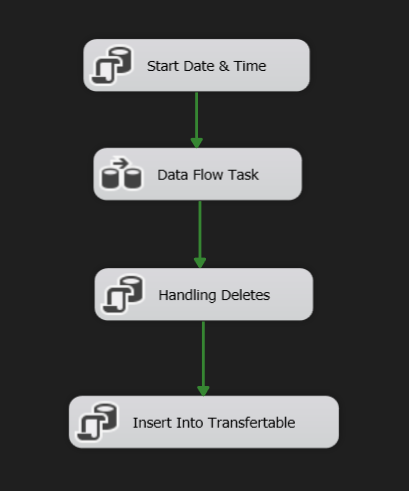 Start Date & Time
Data Flow Task
Handling Deletes
Insert Into Transfertable